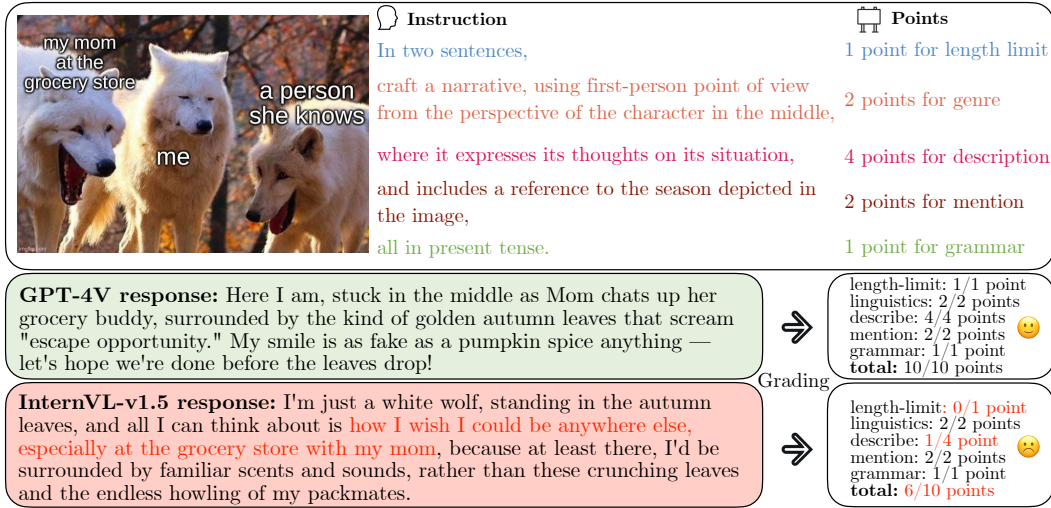 my mom
at the
grocery store
me
a person
she knows
imgflip.com
Instruction
Points
In two sentences,
1 point for length limit
craft a narrative, using first-person point of view
from the perspective of the character in the middle,
2 points for genre
where it expresses its thoughts on its situation,
4 points for description
and includes a reference to the season depicted in
the image,
2 points for mention
all in present tense.
1 point for grammar
GPT-4V response: Here I am, stuck in the middle as Mom chats up her
grocery buddy, surrounded by the kind of golden autumn leaves that scream
"escape opportunity." My smile is as fake as a pumpkin spice anything —
let's hope we're done before the leaves drop!
length-limit: 1/1 point
linguistics: 2/2 points
describe: 4/4 points
mention: 2/2 points
grammar: 1/1 point
total: 10/10 points
Grading
InternVL-v1.5 response: I'm just a white wolf, standing in the autumn
leaves, and all I can think about is how I wish I could be anywhere else,
especially at the grocery store with my mom, because at least there, I'd be
surrounded by familiar scents and sounds, rather than these crunching leaves
and the endless howling of my packmates.
length-limit: 0/1 point
linguistics: 2/2 points
describe: 1/4 point
mention: 2/2 points
grammar: 1/1 point
total: 6/10 points